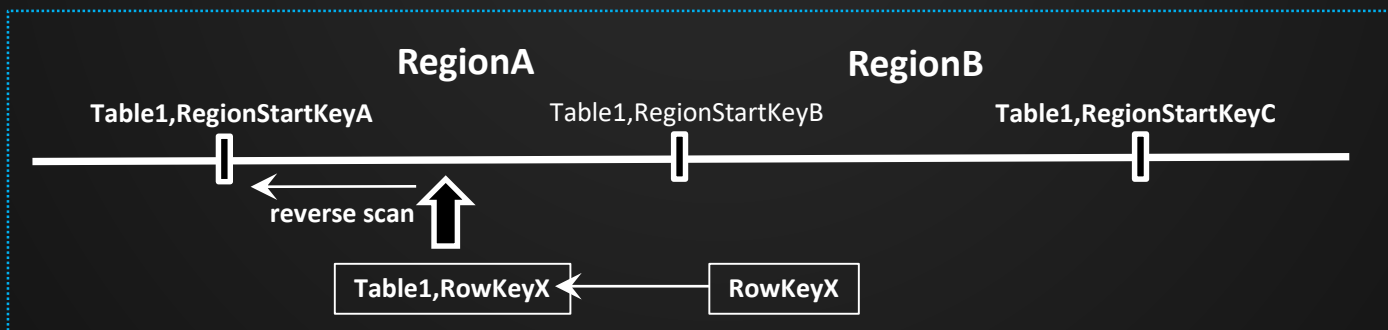 RegionA
RegionB
Table1,RegionStartKeyA
Table1,RegionStartKeyB
Table1,RegionStartKeyC
reverse scan
Table1,RowKeyX
RowKeyX